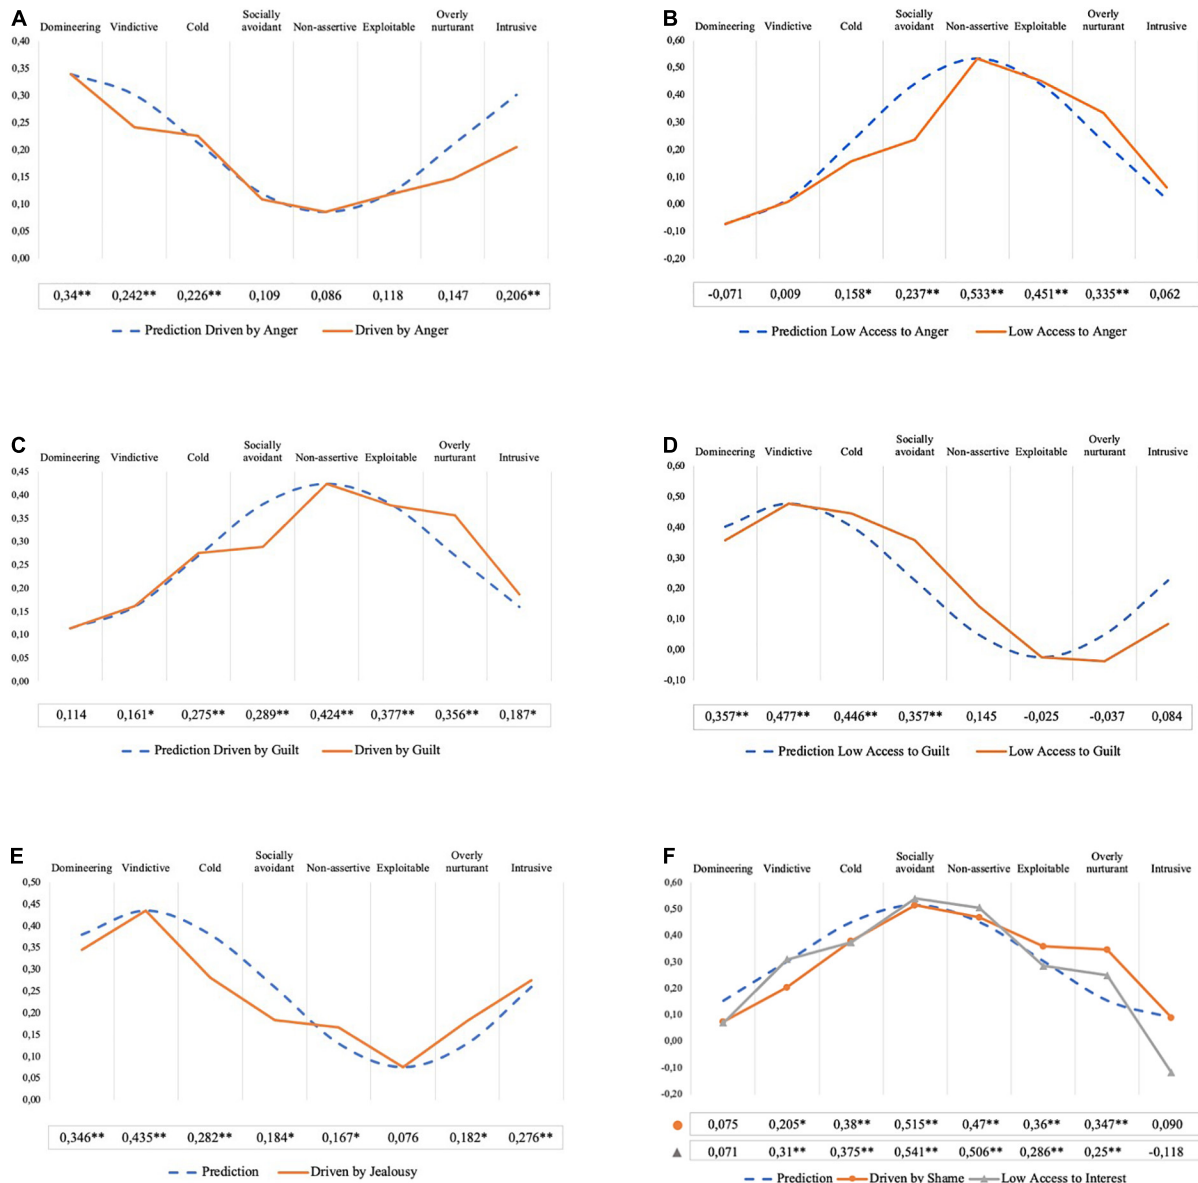 A
Domineering Vindictive Cold Socially avoidant Non-assertive Exploitable Overly nurturant Intrusive
0,40
0,35
0,30
0,25
0,20
0,15
0,10
0,05
0,00
0,34** 0,242** 0,226** 0,109 0,086 0,118 0,147 0,206**
Prediction Driven by Anger Driven by Anger
B
Domineering Vindictive Cold Socially avoidant Non-assertive Exploitable Overly nurturant Intrusive
0,60
0,50
0,40
0,30
0,20
0,10
0,00
-0,10
-0,20
-0,071 0,009 0,158* 0,237** 0,533** 0,451** 0,335** 0,062
Prediction Low Access to Anger Low Access to Anger
C
Domineering Vindictive Cold Socially avoidant Non-assertive Exploitable Overly nurturant Intrusive
0,45
0,40
0,35
0,30
0,25
0,20
0,15
0,10
0,05
0,00
0,114 0,161* 0,275** 0,289** 0,424** 0,377** 0,356** 0,187*
Prediction Driven by Guilt Driven by Guilt
D
Domineering Vindictive Cold Socially avoidant Non-assertive Exploitable Overly nurturant Intrusive
0,60
0,50
0,40
0,30
0,20
0,10
0,00
-0,10
0,357** 0,477** 0,446** 0,357** 0,145 -0,025 -0,037 0,084
Prediction Low Access to Guilt Low Access to Guilt
E
Domineering Vindictive Cold Socially avoidant Non-assertive Exploitable Overly nurturant Intrusive
0,50
0,45
0,40
0,35
0,30
0,25
0,20
0,15
0,10
0,05
0,00
0,346** 0,435** 0,282** 0,184* 0,167* 0,076 0,182* 0,276**
Prediction Driven by Jealousy
F
Domineering Vindictive Cold Socially avoidant Non-assertive Exploitable Overly nurturant Intrusive
0,60
0,50
0,40
0,30
0,20
0,10
0,00
-0,10
-0,20
0,075 0,205* 0,38** 0,515** 0,47** 0,36** 0,347** 0,090
0,071 0,31** 0,375** 0,541** 0,506** 0,286** 0,25** -0,118
Prediction Driven by Shame Low Access to Interest